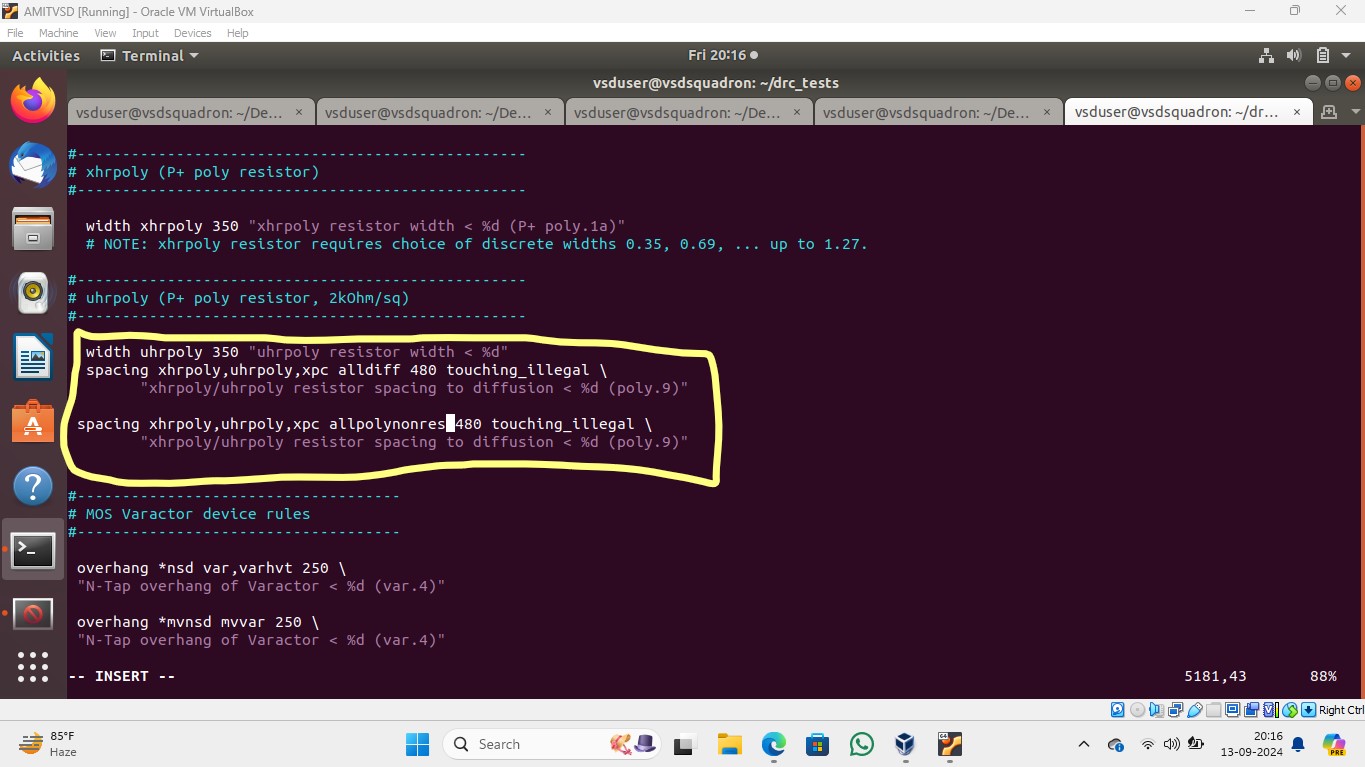 AMITVSD [Running] - Oracle VM VirtualBox
File Machine View Input Devices Help
Activities Terminal Fri 20:16
vsduser@vsdsquadron: ~/drc_tests
vsduser@vsdsquadron: ~/De... × vsduser@vsdsquadron: ~/De... × vsduser@vsdsquadron: ~/De... × vsduser@vsdsquadron: ~/De... × vsduser@vsdsquadron: ~/dr... ×
#--------------------------------------------------
# xhrpoly (P+ poly resistor)
#--------------------------------------------------
width xhrpoly 350 "xhrpoly resistor width < %d (P+ poly.1a)"
# NOTE: xhrpoly resistor requires choice of discrete widths 0.35, 0.69, ... up to 1.27.
#--------------------------------------------------
# uhrpoly (P+ poly resistor, 2kOhm/sq)
#--------------------------------------------------
width uhrpoly 350 "uhrpoly resistor width < %d"
spacing xhrpoly,uhrpoly,xpc alldiff 480 touching_illegal \
"xhrpoly/uhrpoly resistor spacing to diffusion < %d (poly.9)"
spacing xhrpoly,uhrpoly,xpc allpolynonres 480 touching_illegal \
"xhrpoly/uhrpoly resistor spacing to diffusion < %d (poly.9)"
#------------------------------------
# MOS Varactor device rules
#------------------------------------
overhang *nsd var,varhvt 250 \
"N-Tap overhang of Varactor < %d (var.4)"
overhang *mvnsd mvvar 250 \
"N-Tap overhang of Varactor < %d (var.4)"
-- INSERT -- 5181,43 88%
Right Ctrl
85°F
Haze
Search
20:16
13-09-2024
PRE